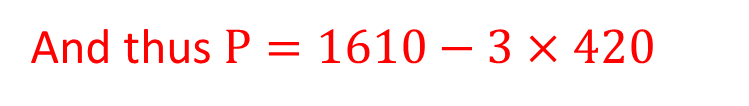 And thus P = 1610 − 3 × 420